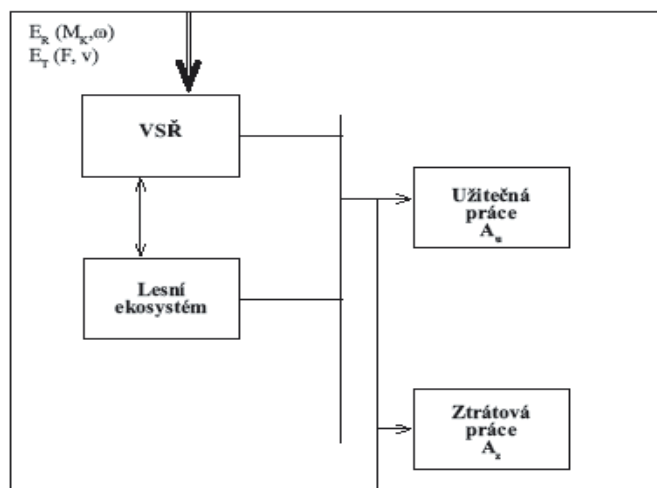 E_R (M_K,ω)
E_T (F, v)
VSŘ
Užitečná
práce
A_u
Lesní
ekosystém
Ztrátová
práce
A_z